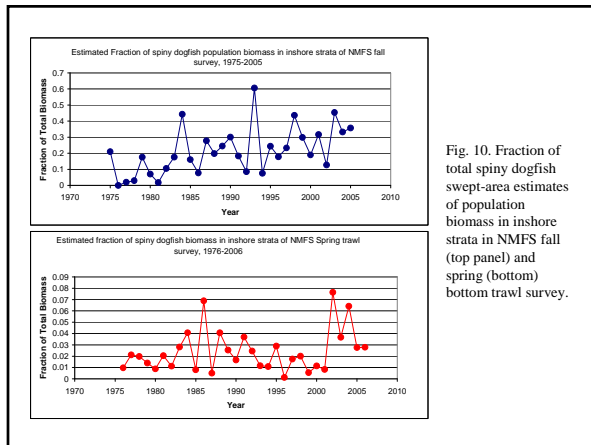 Estimated Fraction of spiny dogfish population biomass in inshore strata of NMFS fall
survey, 1975-2005
Fraction of Total Biomass
0.7
0.6
0.5
0.4
0.3
0.2
0.1
0
1970 1975 1980 1985 1990 1995 2000 2005 2010
Year
Estimated fraction of spiny dogfish biomass in inshore strata of NMFS Spring trawl
survey, 1976-2006
Fraction of Total Biomass
0.09
0.08
0.07
0.06
0.05
0.04
0.03
0.02
0.01
0
1970 1975 1980 1985 1990 1995 2000 2005 2010
Year
Fig. 10. Fraction of
total spiny dogfish
swept-area estimates
of population
biomass in inshore
strata in NMFS fall
(top panel) and
spring (bottom)
bottom trawl survey.